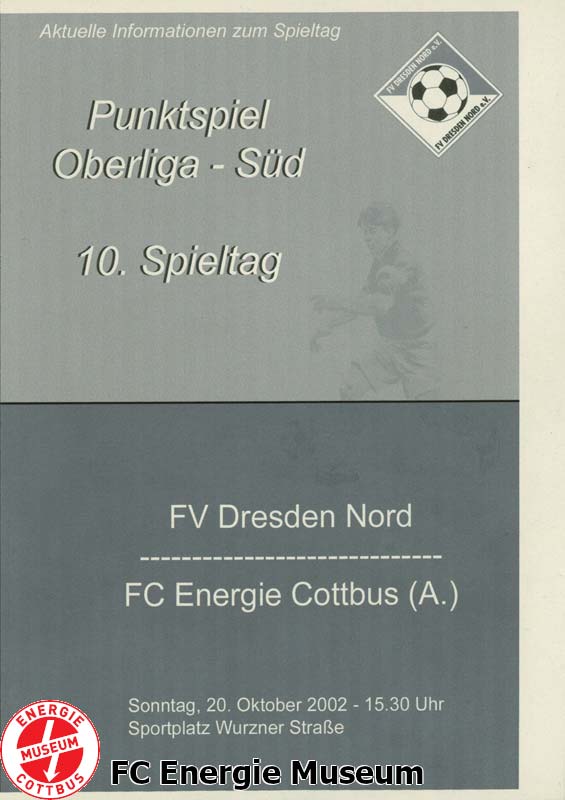 Aktuelle Informationen zum Spieltag
FV DRESDEN NORD e.V.
FV DRESDEN NORD e.V.
Punktspiel
Oberliga - Süd
10. Spieltag
FV Dresden Nord
-----------------------------
FC Energie Cottbus (A.)
Sonntag, 20. Oktober 2002 - 15.30 Uhr
Sportplatz Wurzner Straße
ENERGIE
MUSEUM
COTTBUS
FC Energie Museum